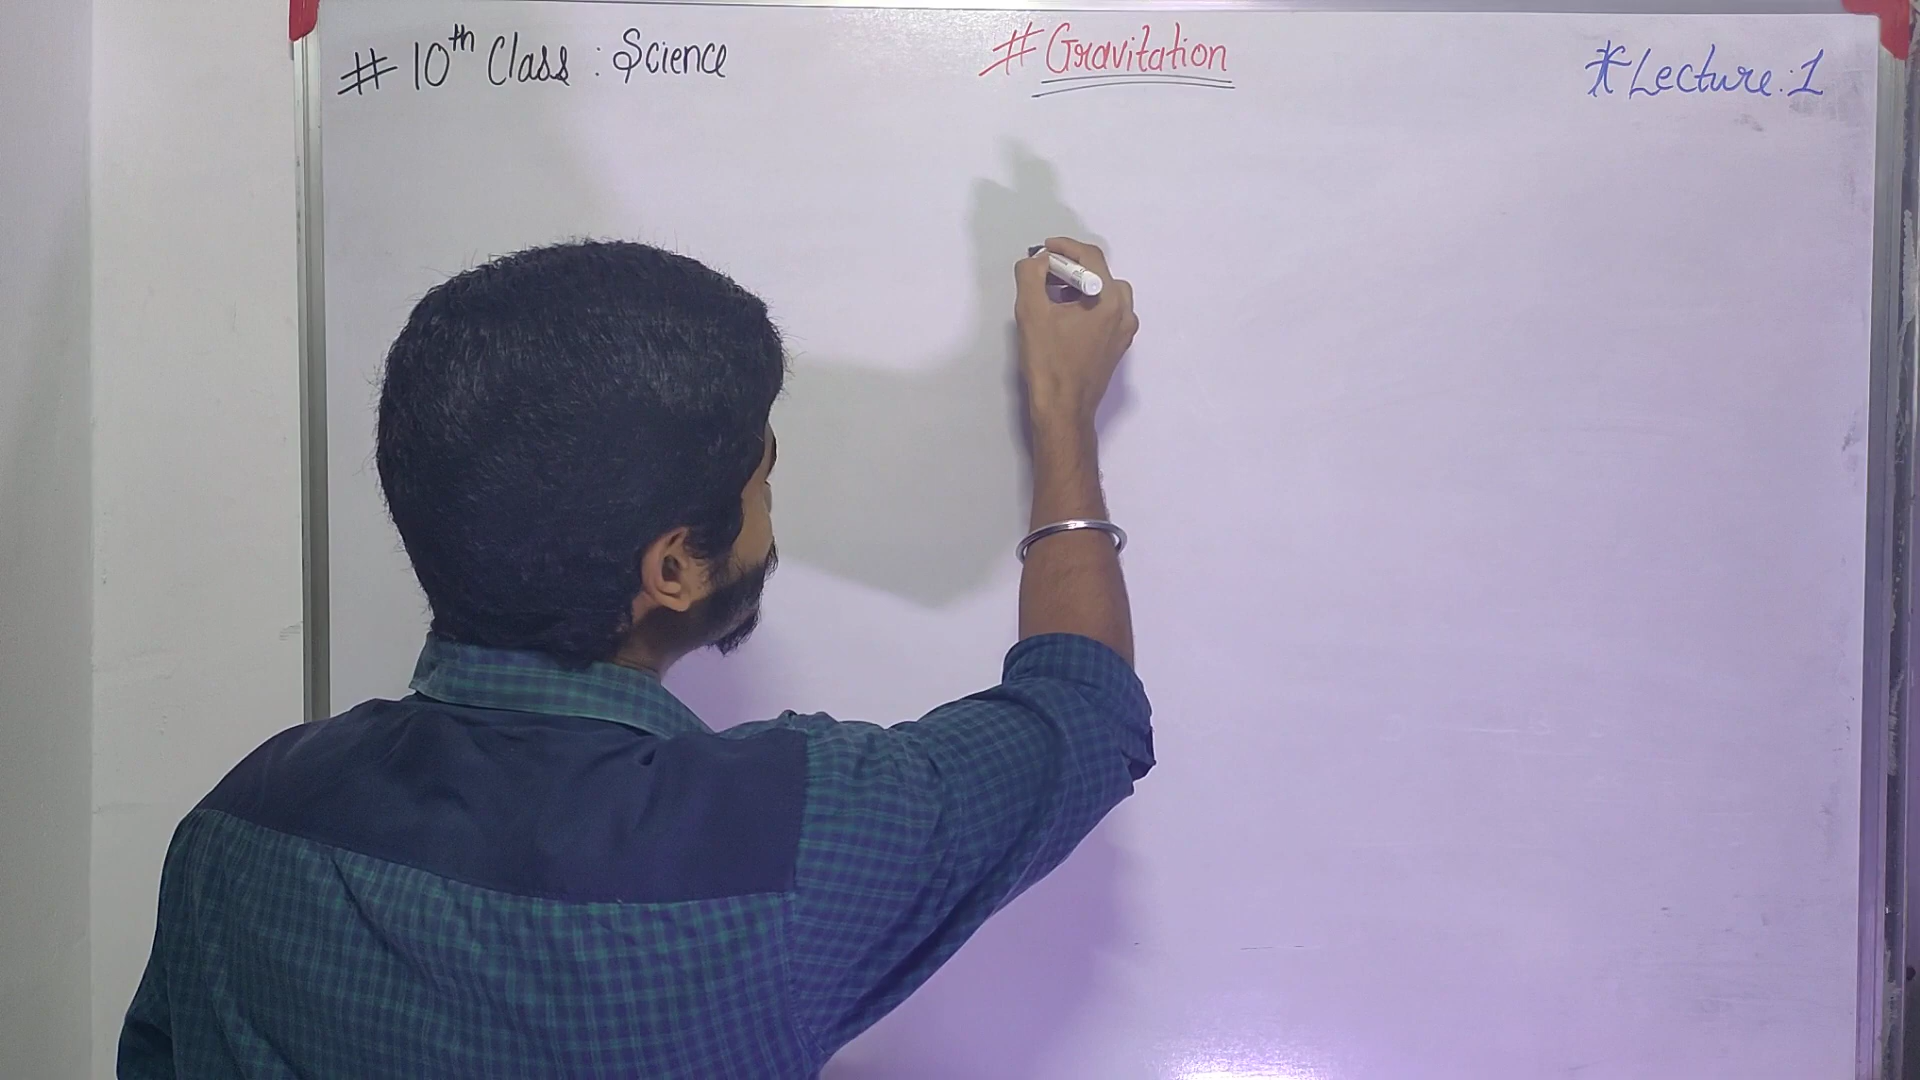 # 10th Class : Science
# Gravitation
* Lecture : 1